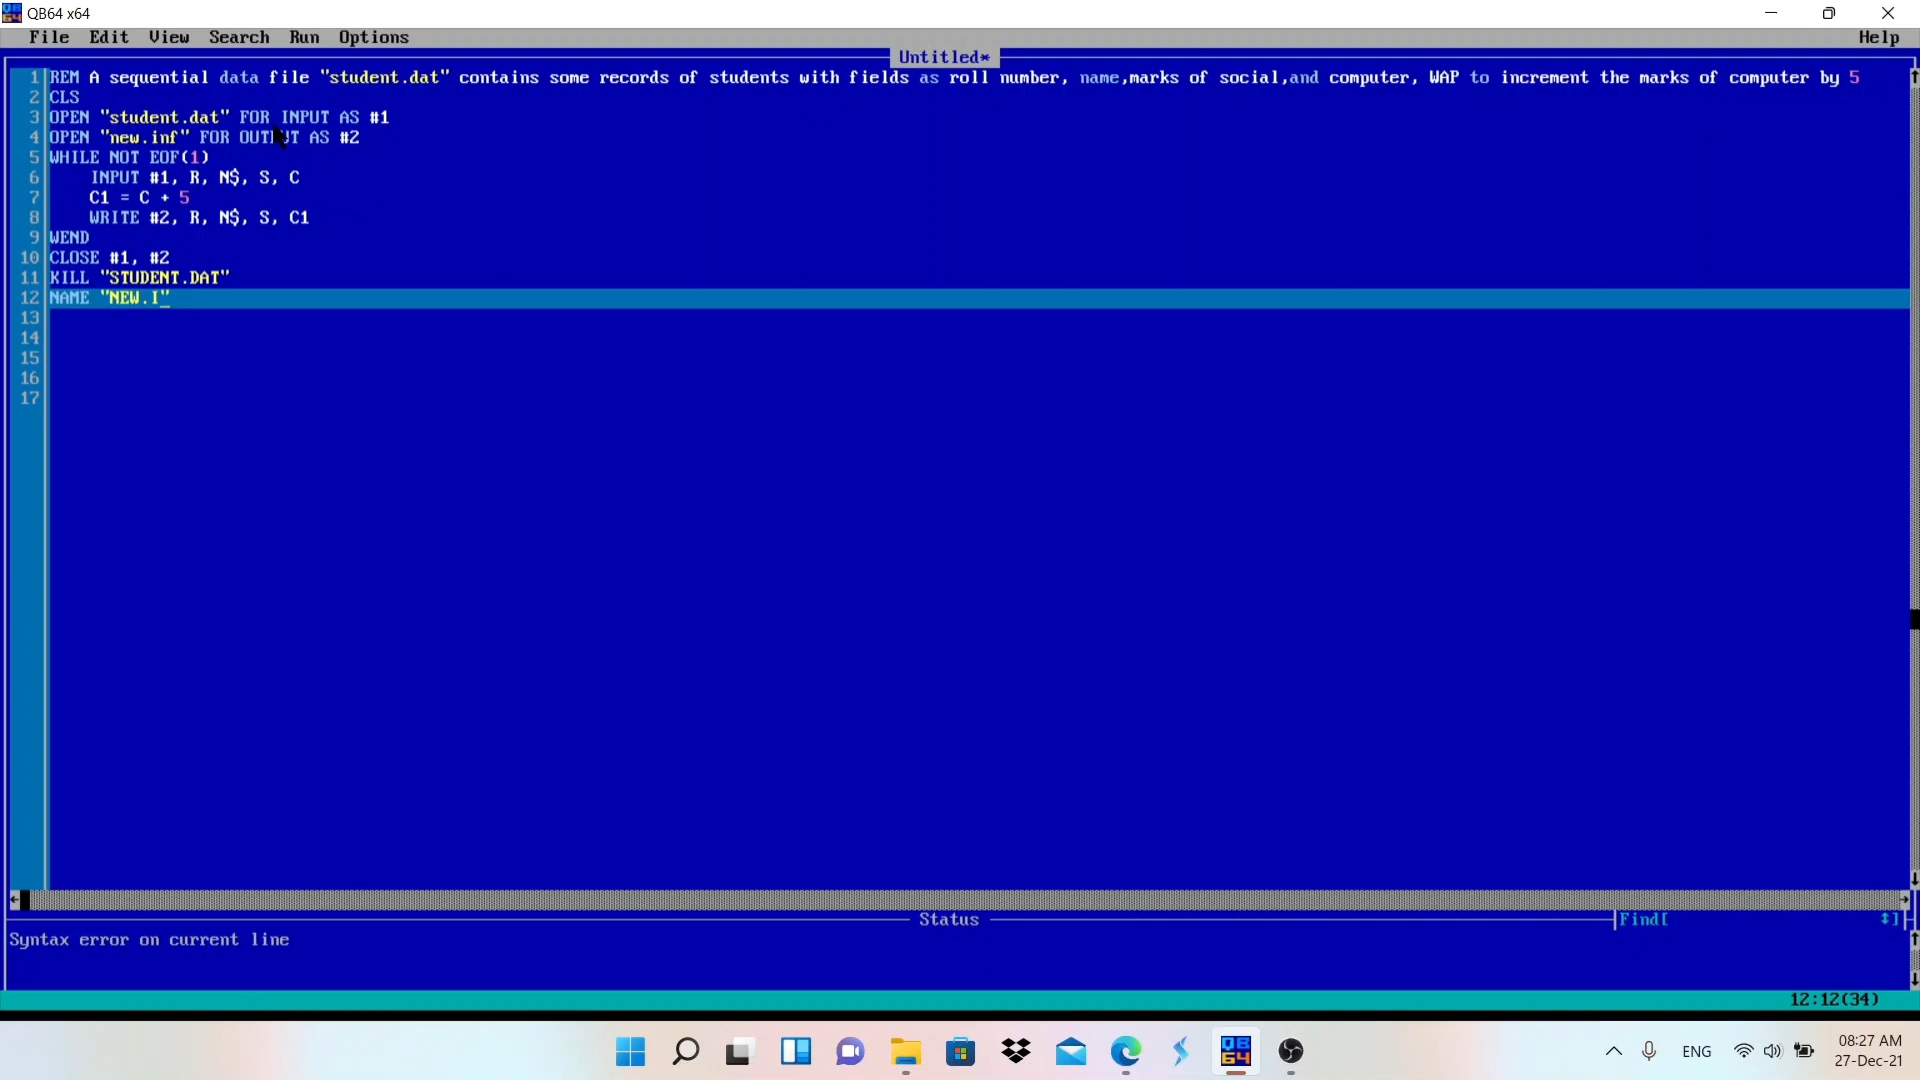 QB64 x64
File Edit View Search Run Options Help
Untitled*
1 REM A sequential data file "student.dat" contains some records of students with fields as roll number, name,marks of social,and computer, WAP to increment the marks of computer by 5
2 CLS
3 OPEN "student.dat" FOR INPUT AS #1
4 OPEN "new.inf" FOR OUTPUT AS #2
5 WHILE NOT EOF(1)
6 INPUT #1, R, N$, S, C
7 C1 = C + 5
8 WRITE #2, R, N$, S, C1
9 WEND
10 CLOSE #1, #2
11 KILL "STUDENT.DAT"
12 NAME "NEW.I"
13
14
15
16
17
Status
Find[ ]
Syntax error on current line
12:12(34)
QB64
ENG
08:27 AM
27-Dec-21